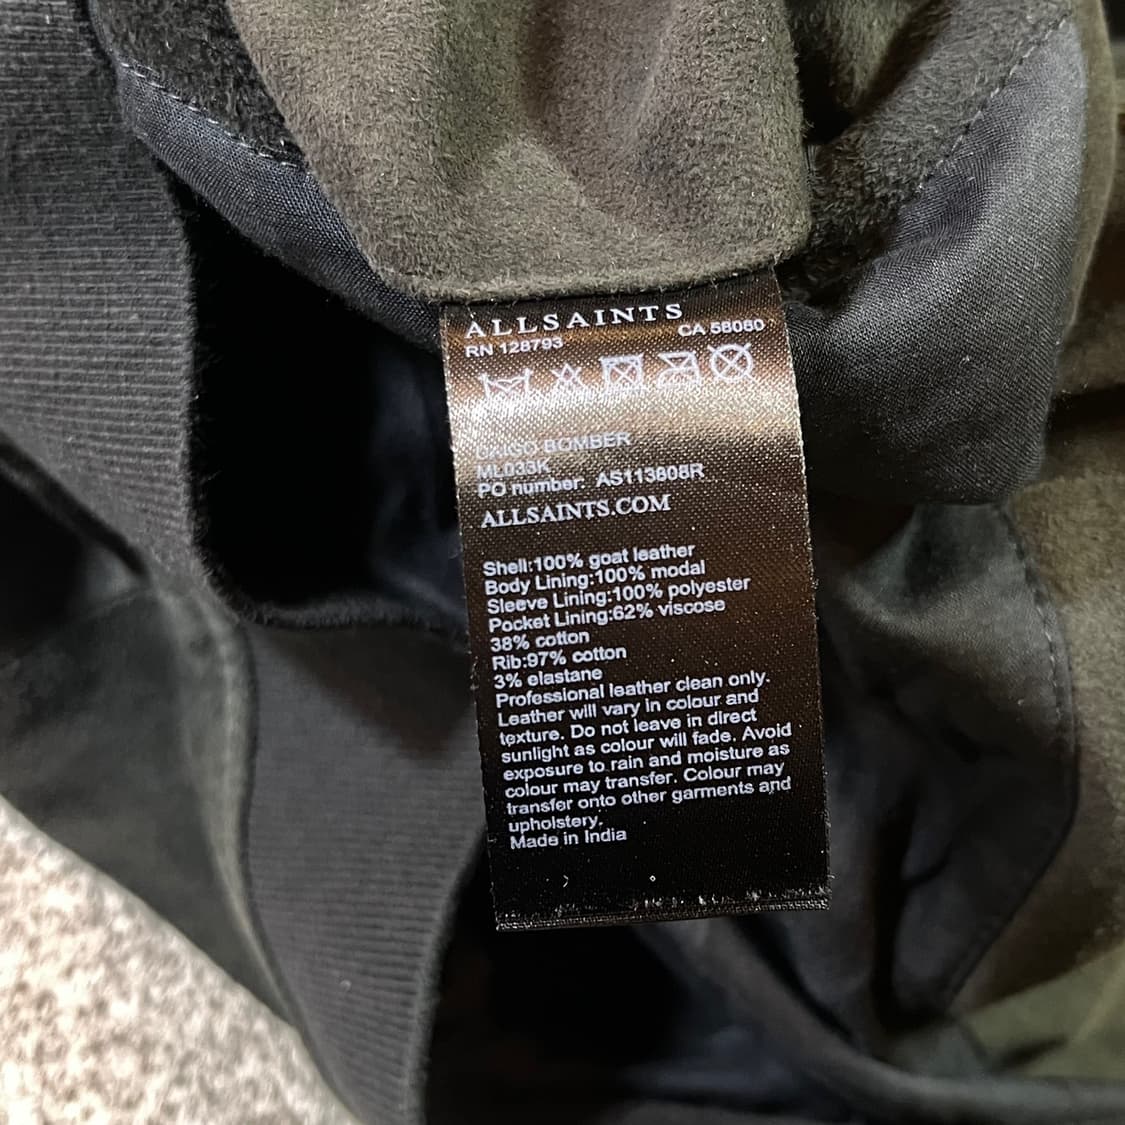 ALLSAINTS
RN 128793 CA 58080
BOMBER
ML033K
PO number: AS113808R
ALLSAINTS.COM
Shell:100% goat leather
Body Lining:100% modal
Sleeve Lining:100% polyester
Pocket Lining:62% viscose
38% cotton
Rib:97% cotton
3% elastane
Professional leather clean only.
Leather will vary in colour and
texture. Do not leave in direct
sunlight as colour will fade. Avoid
exposure to rain and moisture as
colour may transfer. Colour may
transfer onto other garments and
upholstery.
Made in India